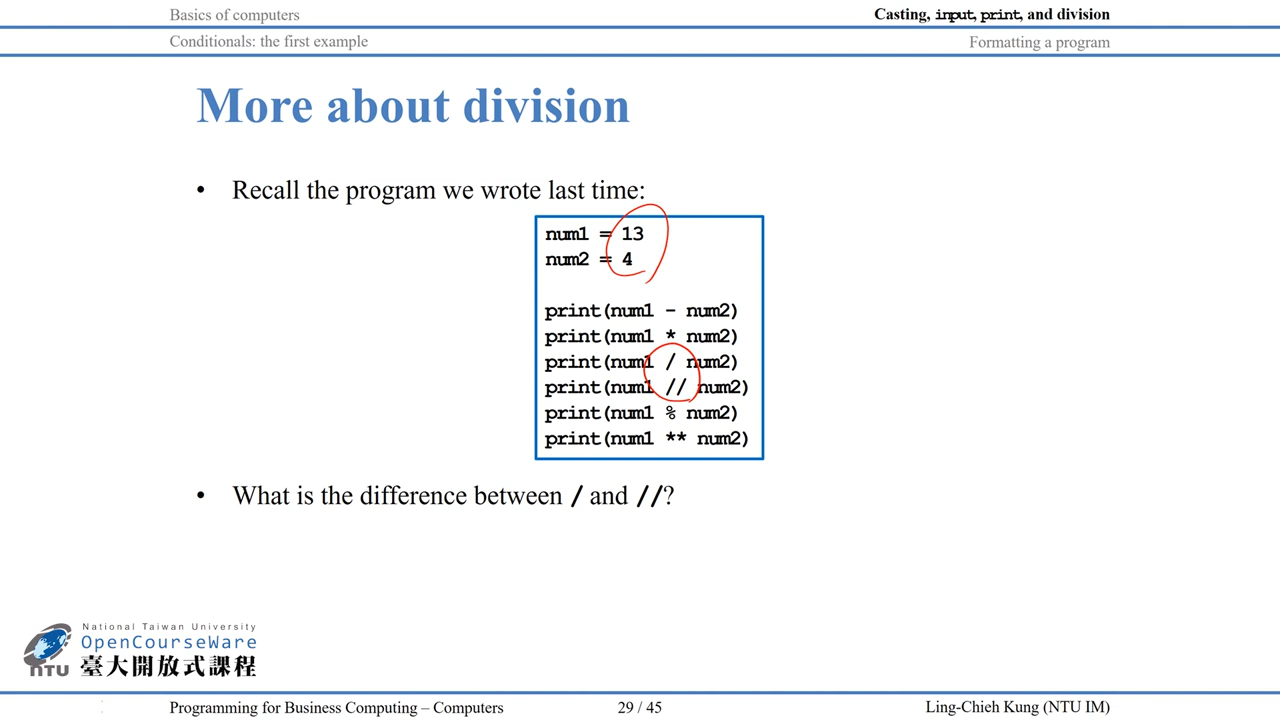 Basics of computers
Casting, input, print, and division
Conditionals: the first example
Formatting a program
More about division
• Recall the program we wrote last time:
num1 = 13
num2 = 4
print(num1 - num2)
print(num1 * num2)
print(num1 / num2)
print(num1 // num2)
print(num1 % num2)
print(num1 ** num2)
• What is the difference between / and //?
National Taiwan University
OpenCourseWare
NTU 臺大開放式課程
Programming for Business Computing – Computers
29 / 45
Ling-Chieh Kung (NTU IM)